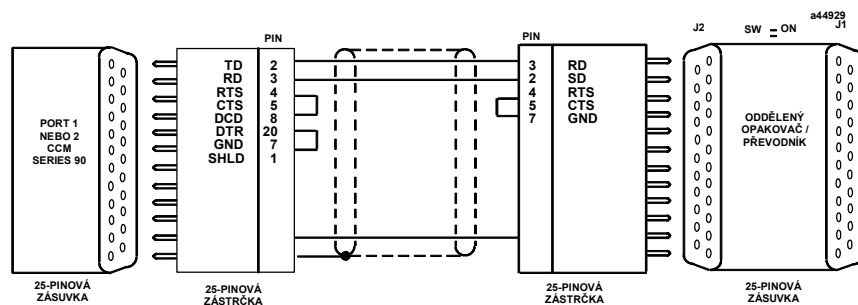 a44929
J2
SW ON
J1
PIN
PIN
PORT 1
NEBO 2
CCM
SERIES 90
TD 2
RD 3
RTS 4
CTS 5
DCD 8
DTR 20
GND 7
SHLD 1
3 RD
2 SD
4 RTS
5 CTS
7 GND
ODDĚLENÝ
OPAKOVAČ /
PŘEVODNÍK
25-PINOVÁ
ZÁSUVKA
25-PINOVÁ
ZÁSTRČKA
25-PINOVÁ
ZÁSTRČKA
25-PINOVÁ
ZÁSUVKA